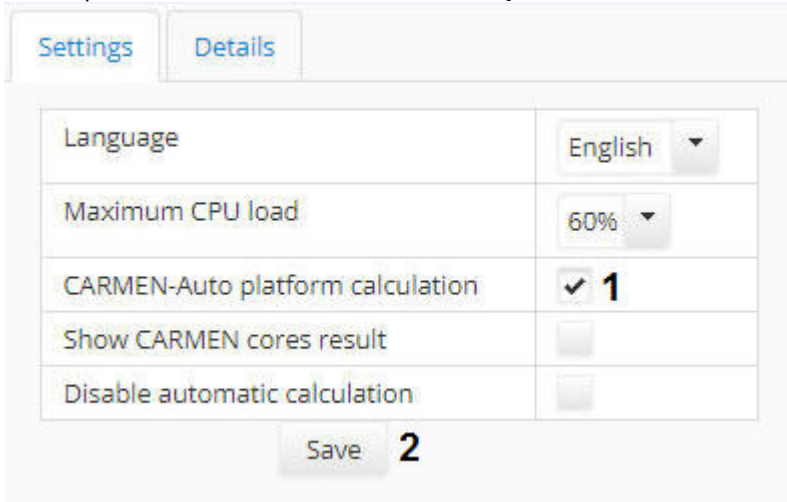 Settings Details
Language English
Maximum CPU load 60%
CARMEN-Auto platform calculation 1
Show CARMEN cores result
Disable automatic calculation
Save 2